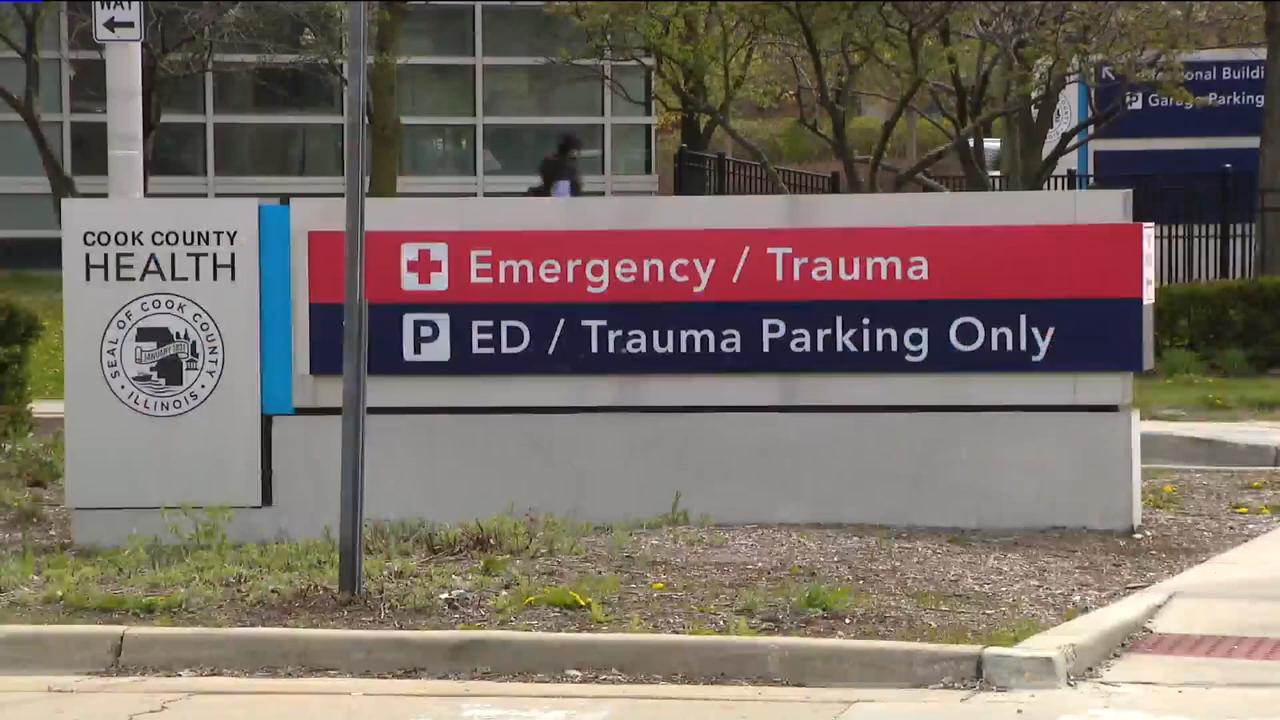 WAY
COOK COUNTY
HEALTH
SEAL OF COOK COUNTY
JANUARY 1831
ILLINOIS
Emergency / Trauma
P ED / Trauma Parking Only
P Garage Parking